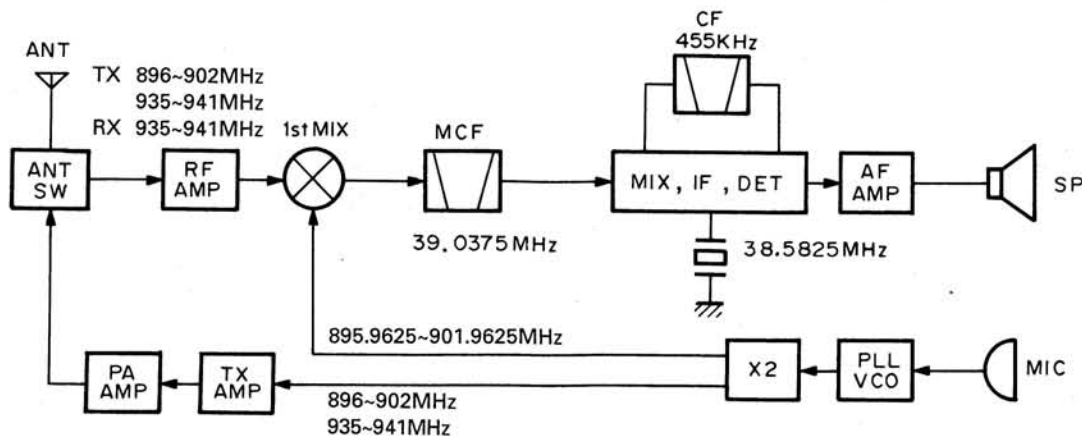 CF
455KHz
ANT
TX 896~902MHz
935~941MHz
RX 935~941MHz
1st MIX
MCF
ANT
SW
RF
AMP
MIX, IF, DET
AF
AMP
SP
39.0375MHz
38.5825MHz
895.9625~901.9625MHz
PA
AMP
TX
AMP
X2
PLL
VCO
MIC
896~902MHz
935~941MHz